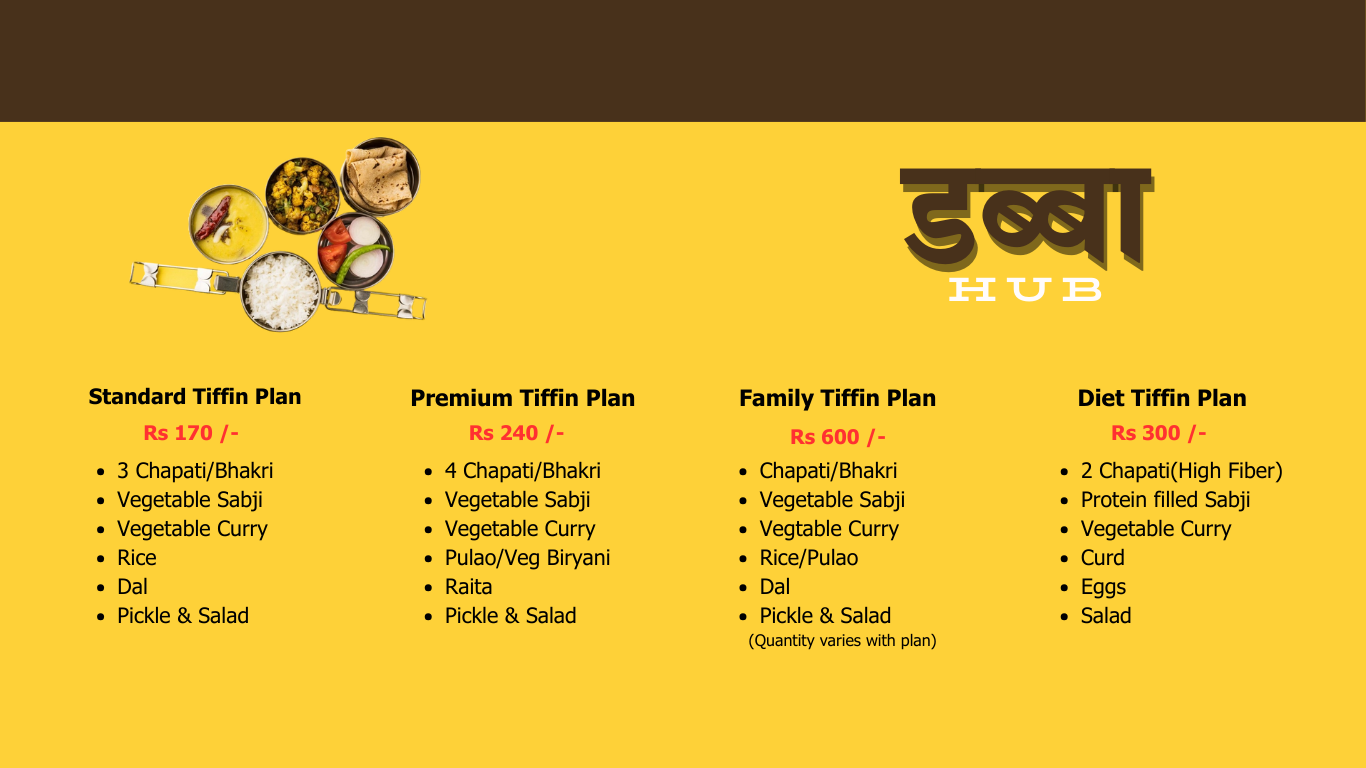 डब्बा
HUB
Standard Tiffin Plan
Rs 170 /-
• 3 Chapati/Bhakri
• Vegetable Sabji
• Vegetable Curry
• Rice
• Dal
• Pickle & Salad
Premium Tiffin Plan
Rs 240 /-
• 4 Chapati/Bhakri
• Vegetable Sabji
• Vegetable Curry
• Pulao/Veg Biryani
• Raita
• Pickle & Salad
Family Tiffin Plan
Rs 600 /-
• Chapati/Bhakri
• Vegetable Sabji
• Vegtable Curry
• Rice/Pulao
• Dal
• Pickle & Salad
(Quantity varies with plan)
Diet Tiffin Plan
Rs 300 /-
• 2 Chapati(High Fiber)
• Protein filled Sabji
• Vegetable Curry
• Curd
• Eggs
• Salad